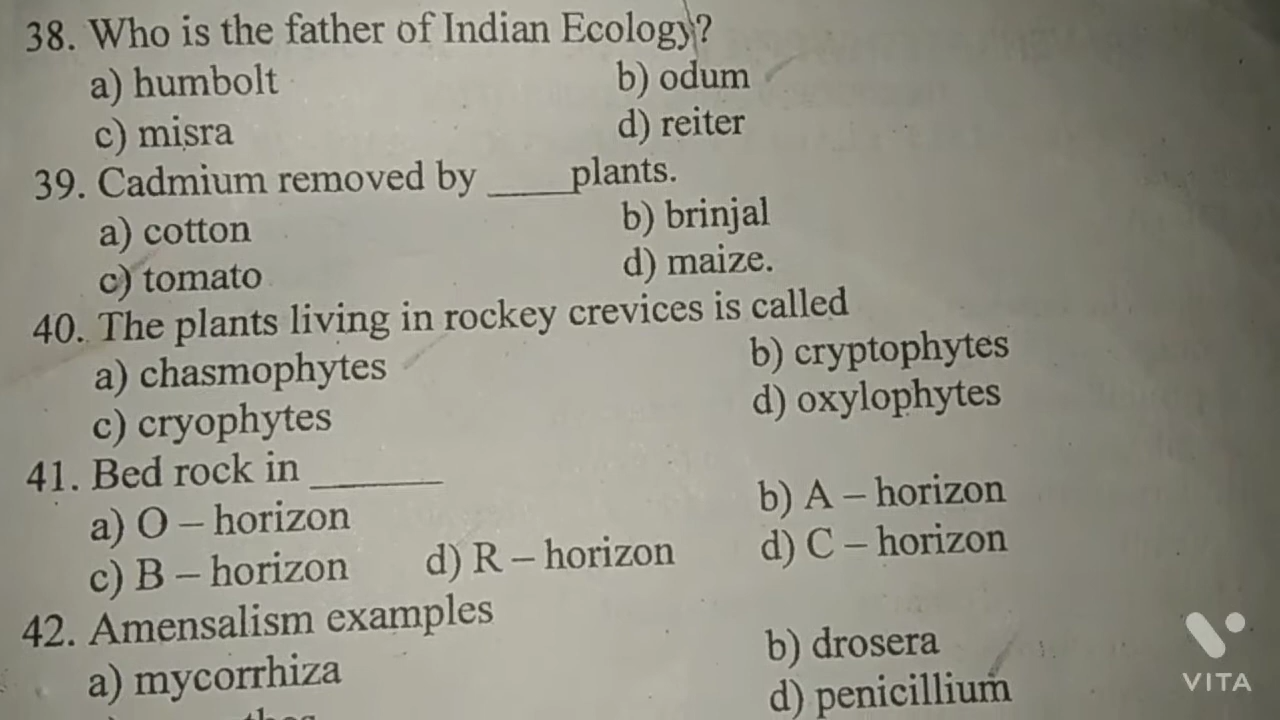 38. Who is the father of Indian Ecology?
a) humbolt b) odum
c) misra d) reiter
39. Cadmium removed by ____ plants.
a) cotton b) brinjal
c) tomato d) maize.
40. The plants living in rockey crevices is called
a) chasmophytes b) cryptophytes
c) cryophytes d) oxylophytes
41. Bed rock in ______
a) O – horizon b) A – horizon
c) B – horizon d) R – horizon d) C – horizon
42. Amensalism examples
a) mycorrhiza b) drosera
d) penicillium
VITA